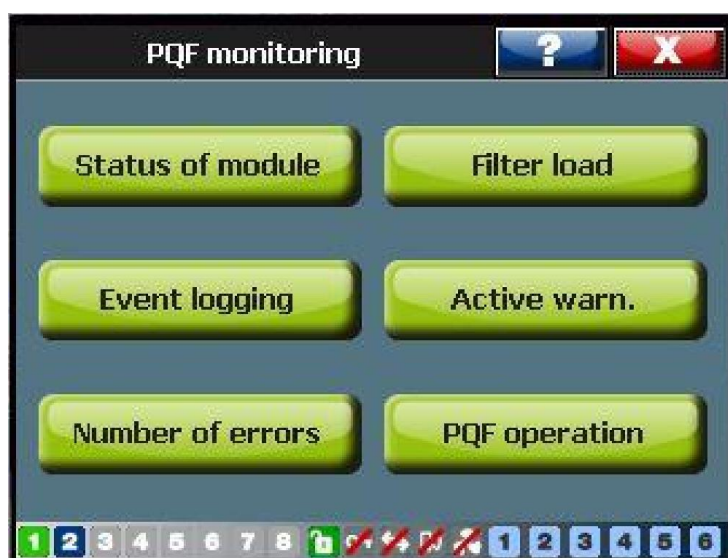 PQF monitoring
?
X
Status of module
Filter load
Event logging
Active warn.
Number of errors
PQF operation
1 2 3 4 5 6 7 8 1 2 3 4 5 6